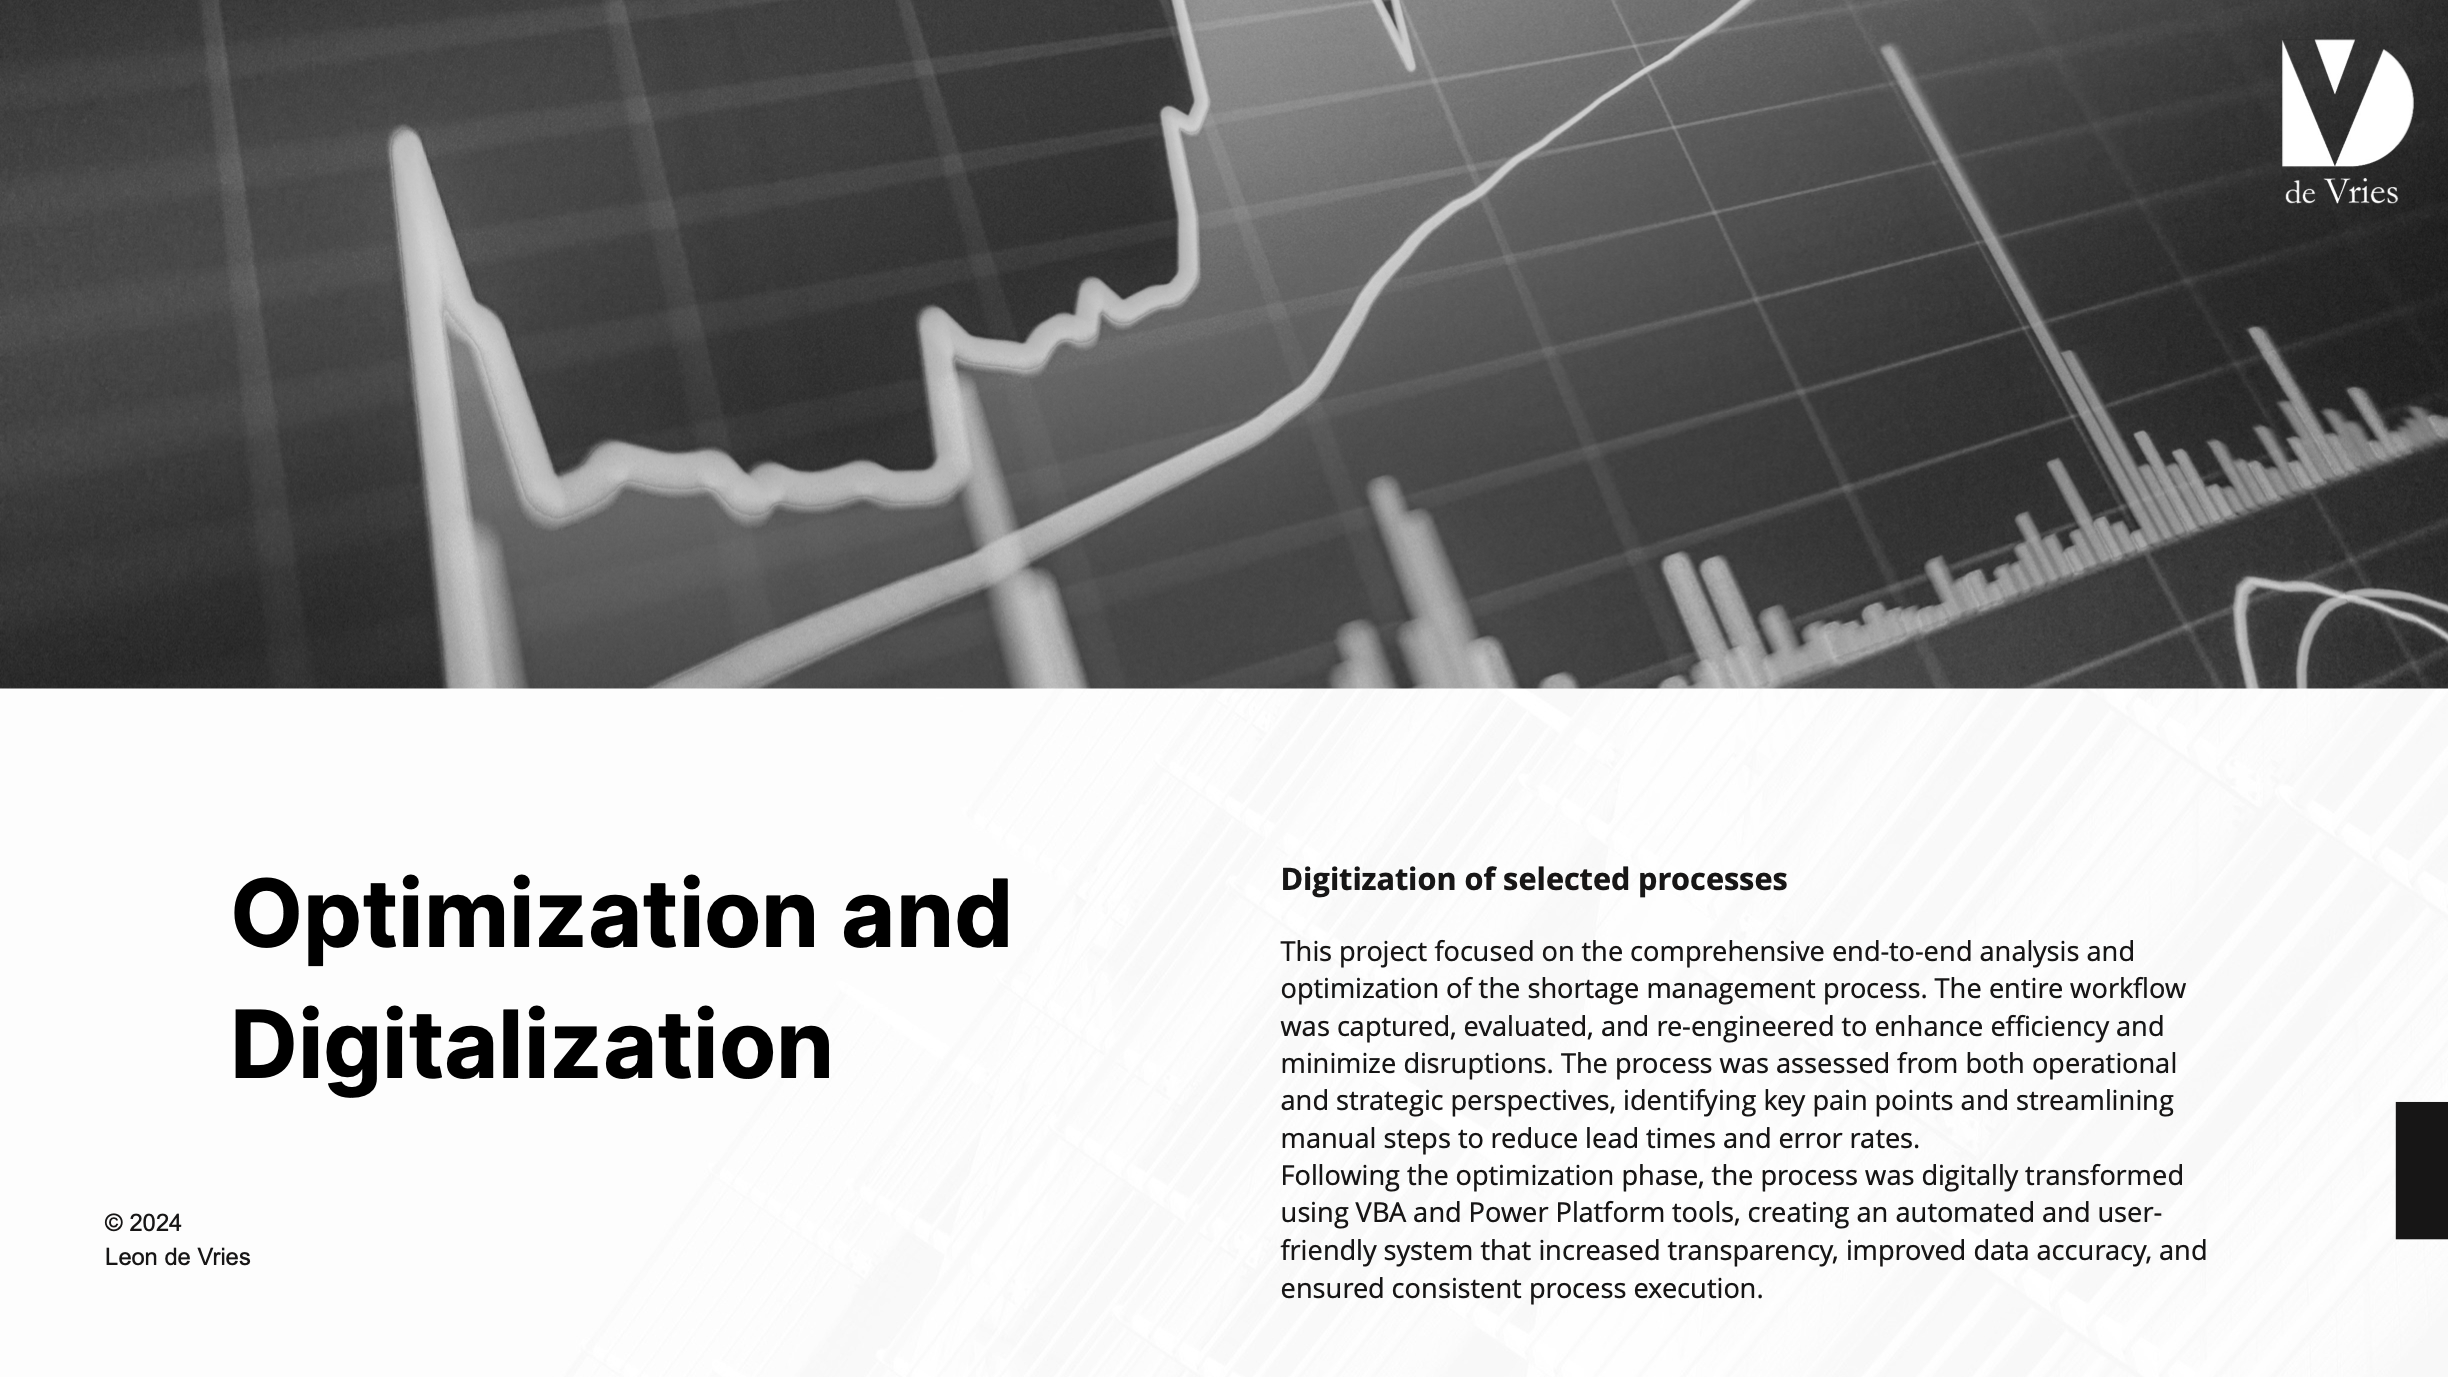 de Vries
Optimization and
Digitalization
© 2024
Leon de Vries
Digitization of selected processes
This project focused on the comprehensive end-to-end analysis and
optimization of the shortage management process. The entire workflow
was captured, evaluated, and re-engineered to enhance efficiency and
minimize disruptions. The process was assessed from both operational
and strategic perspectives, identifying key pain points and streamlining
manual steps to reduce lead times and error rates.
Following the optimization phase, the process was digitally transformed
using VBA and Power Platform tools, creating an automated and user-
friendly system that increased transparency, improved data accuracy, and
ensured consistent process execution.